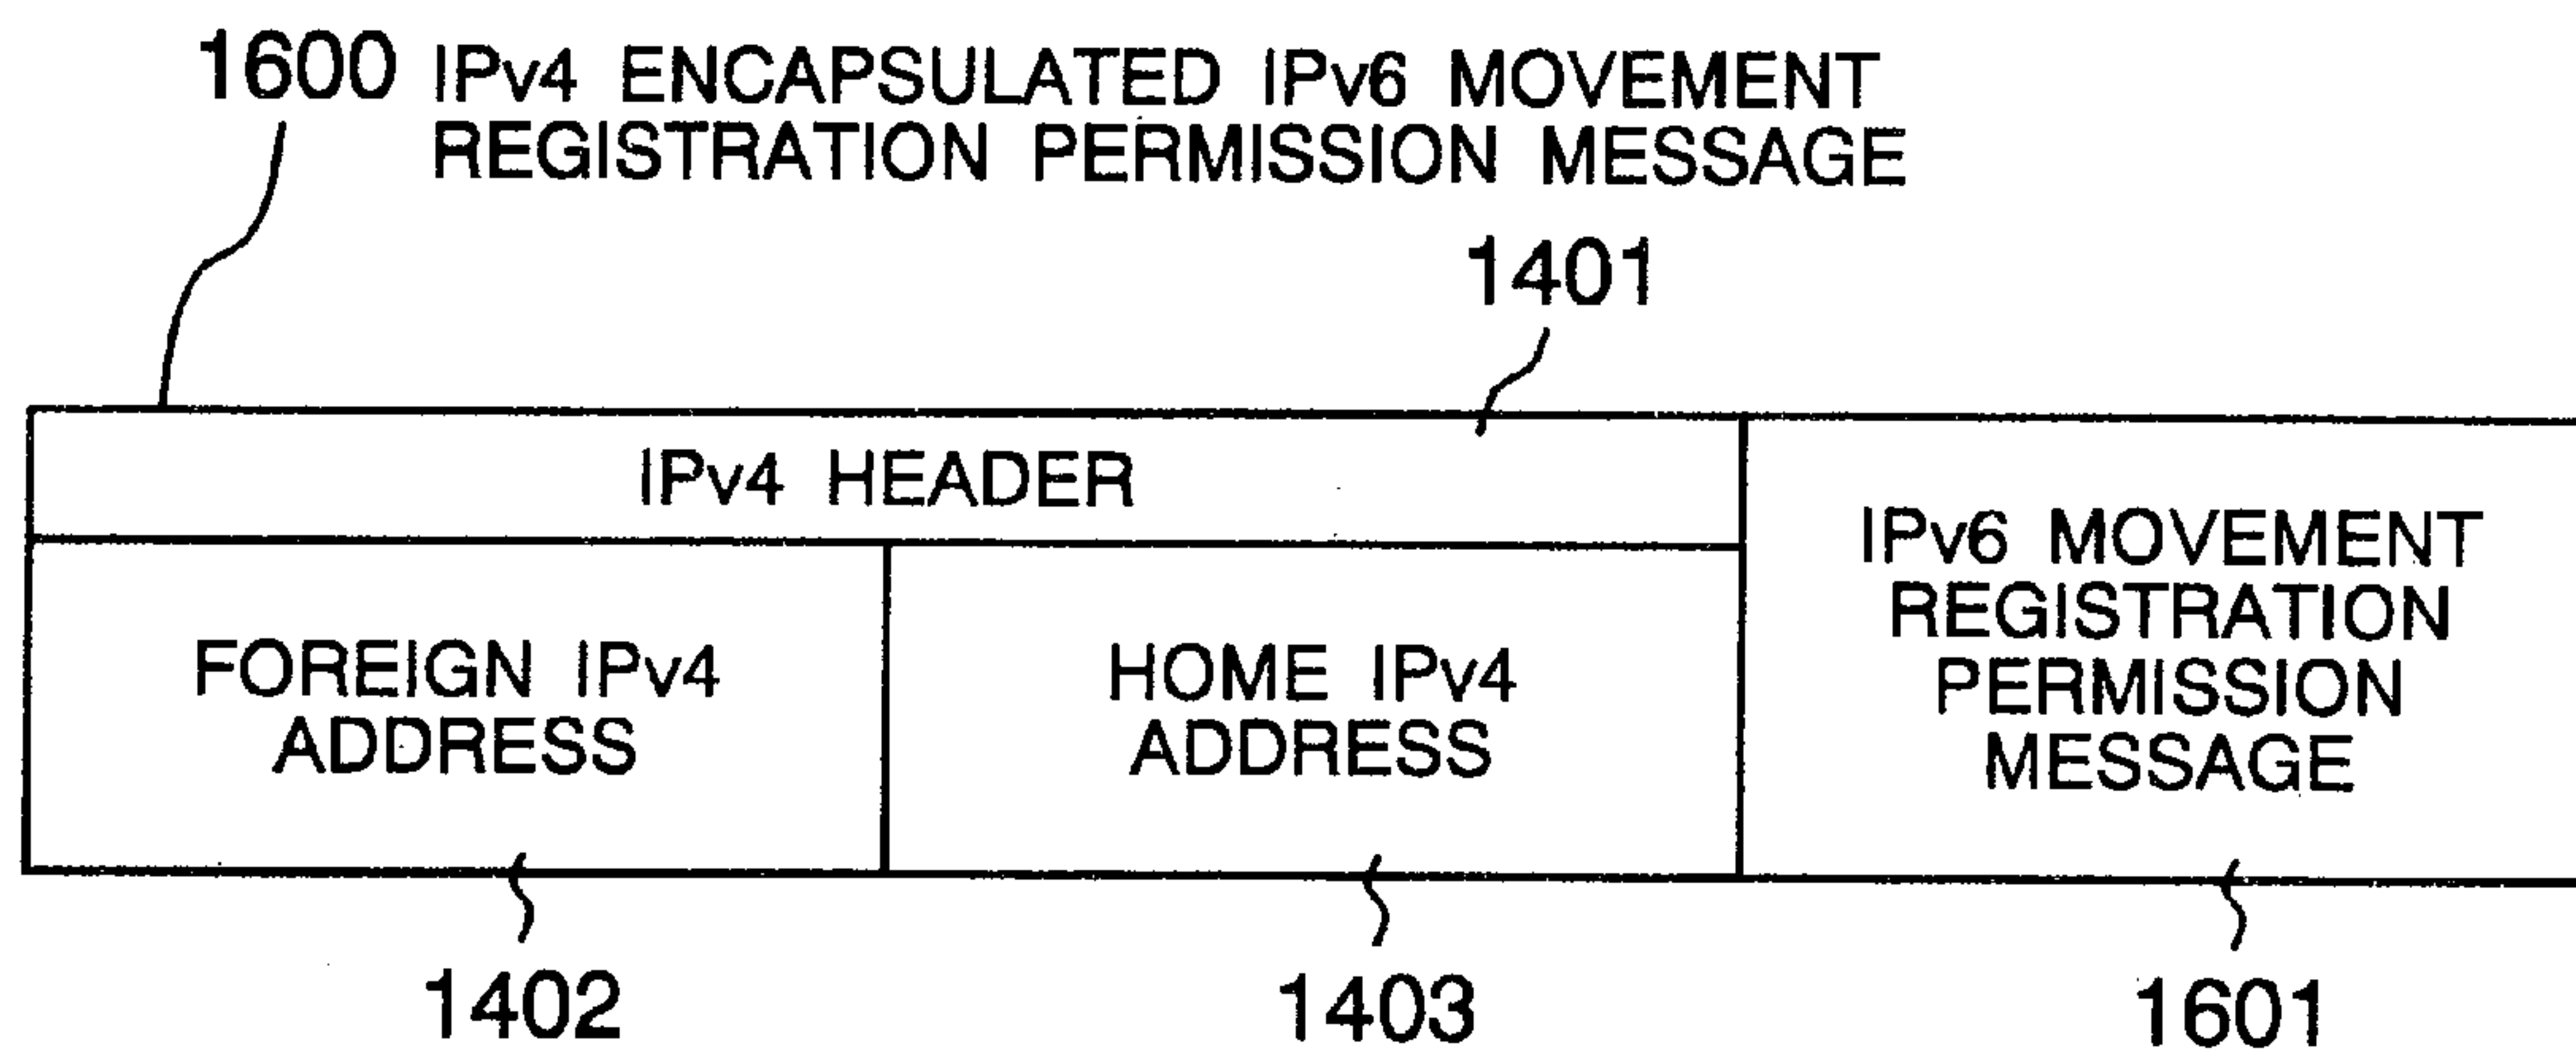 1600 IPv4 ENCAPSULATED IPv6 MOVEMENT
REGISTRATION PERMISSION MESSAGE
1401
IPv4 HEADER
FOREIGN IPv4
ADDRESS
HOME IPv4
ADDRESS
IPv6 MOVEMENT
REGISTRATION
PERMISSION
MESSAGE
1402
1403
1601